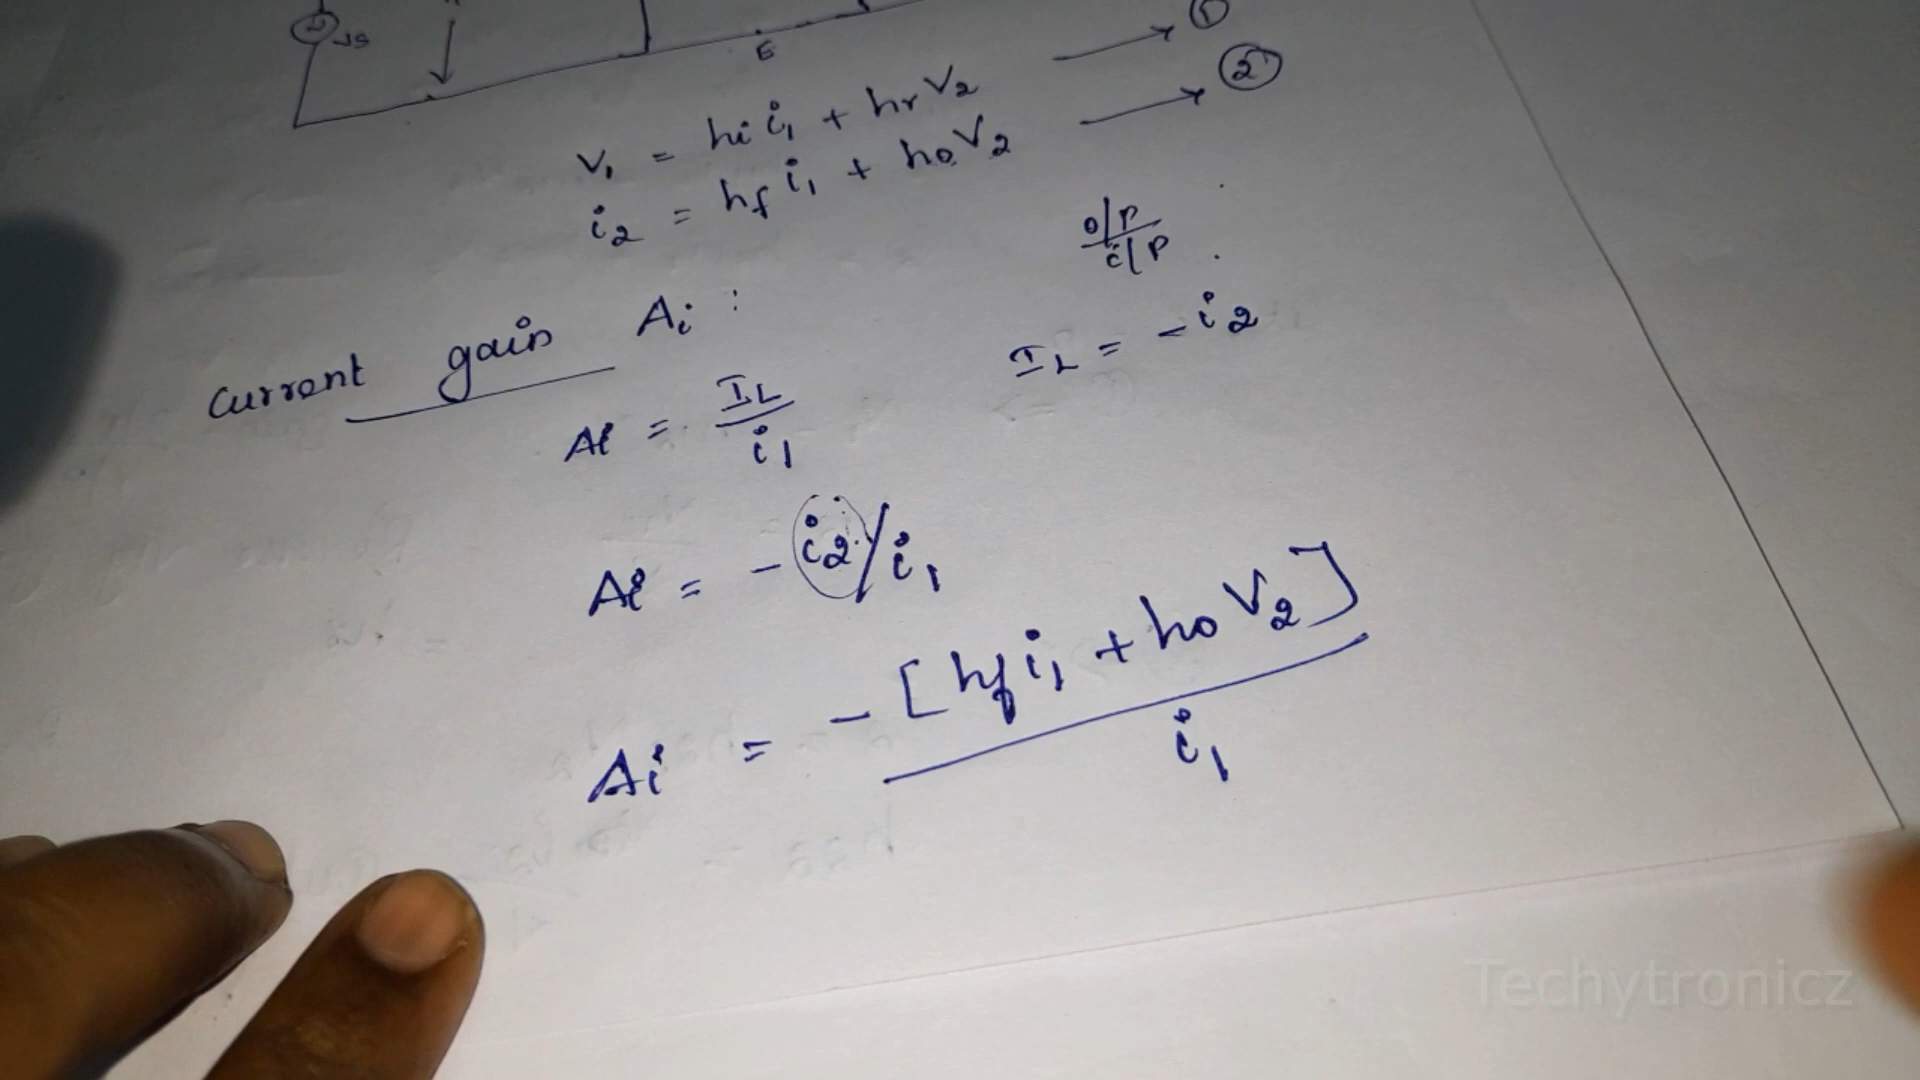 VS
E
①
V₁ = hi i₁ + hr V₂ → ②
i₂ = hf i₁ + ho V₂
o/p
i/p
Current gain Ai :
IL = - i₂
Ai = IL / i₁
Ai = - i₂ / i₁
Ai = - [hf i₁ + ho V₂] / i₁
Techytronicz